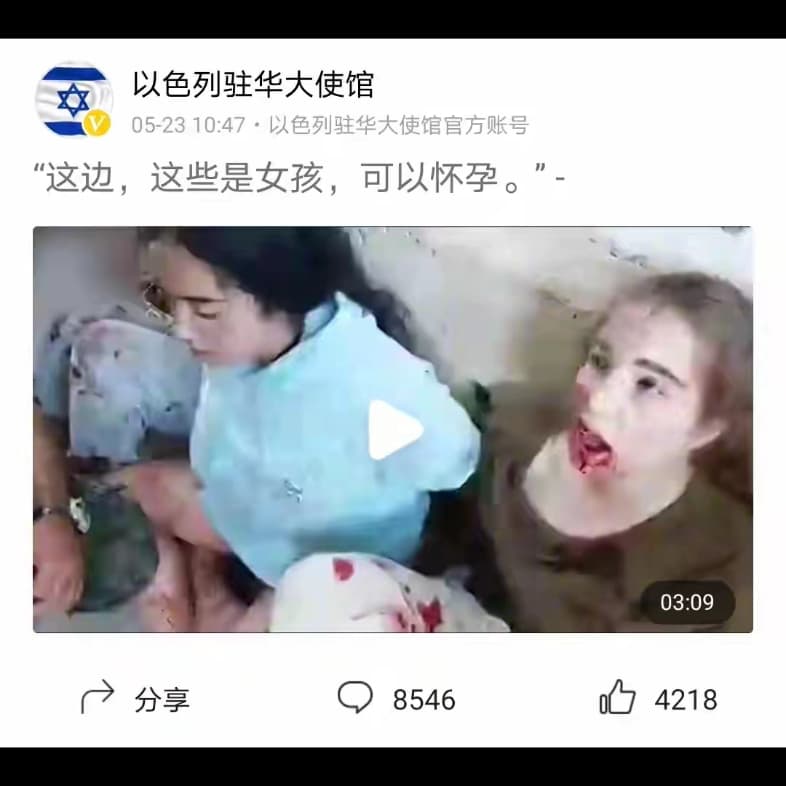 以色列驻华大使馆
05-23 10:47・以色列驻华大使馆官方账号
“这边，这些是女孩，可以怀孕。” -
03:09
分享 8546 4218